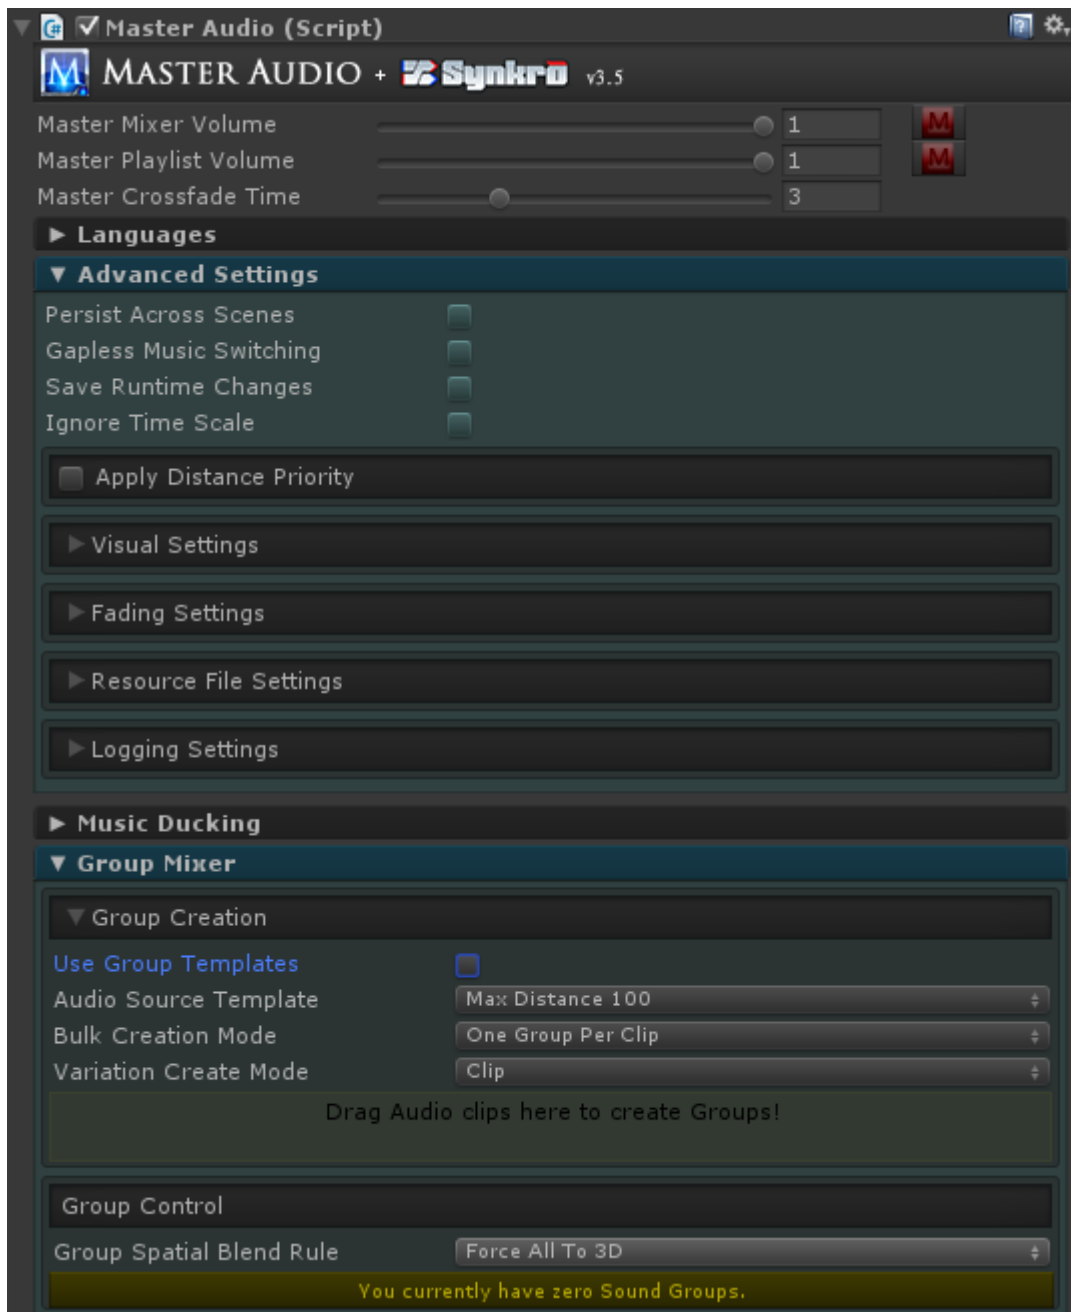 Master Audio (Script)
M MASTER AUDIO + Synkro v3.5
Master Mixer Volume 1 M
Master Playlist Volume 1 M
Master Crossfade Time 3
Languages
Advanced Settings
Persist Across Scenes
Gapless Music Switching
Save Runtime Changes
Ignore Time Scale
Apply Distance Priority
Visual Settings
Fading Settings
Resource File Settings
Logging Settings
Music Ducking
Group Mixer
Group Creation
Use Group Templates
Audio Source Template Max Distance 100
Bulk Creation Mode One Group Per Clip
Variation Create Mode Clip
Drag Audio clips here to create Groups!
Group Control
Group Spatial Blend Rule Force All To 3D
You currently have zero Sound Groups.